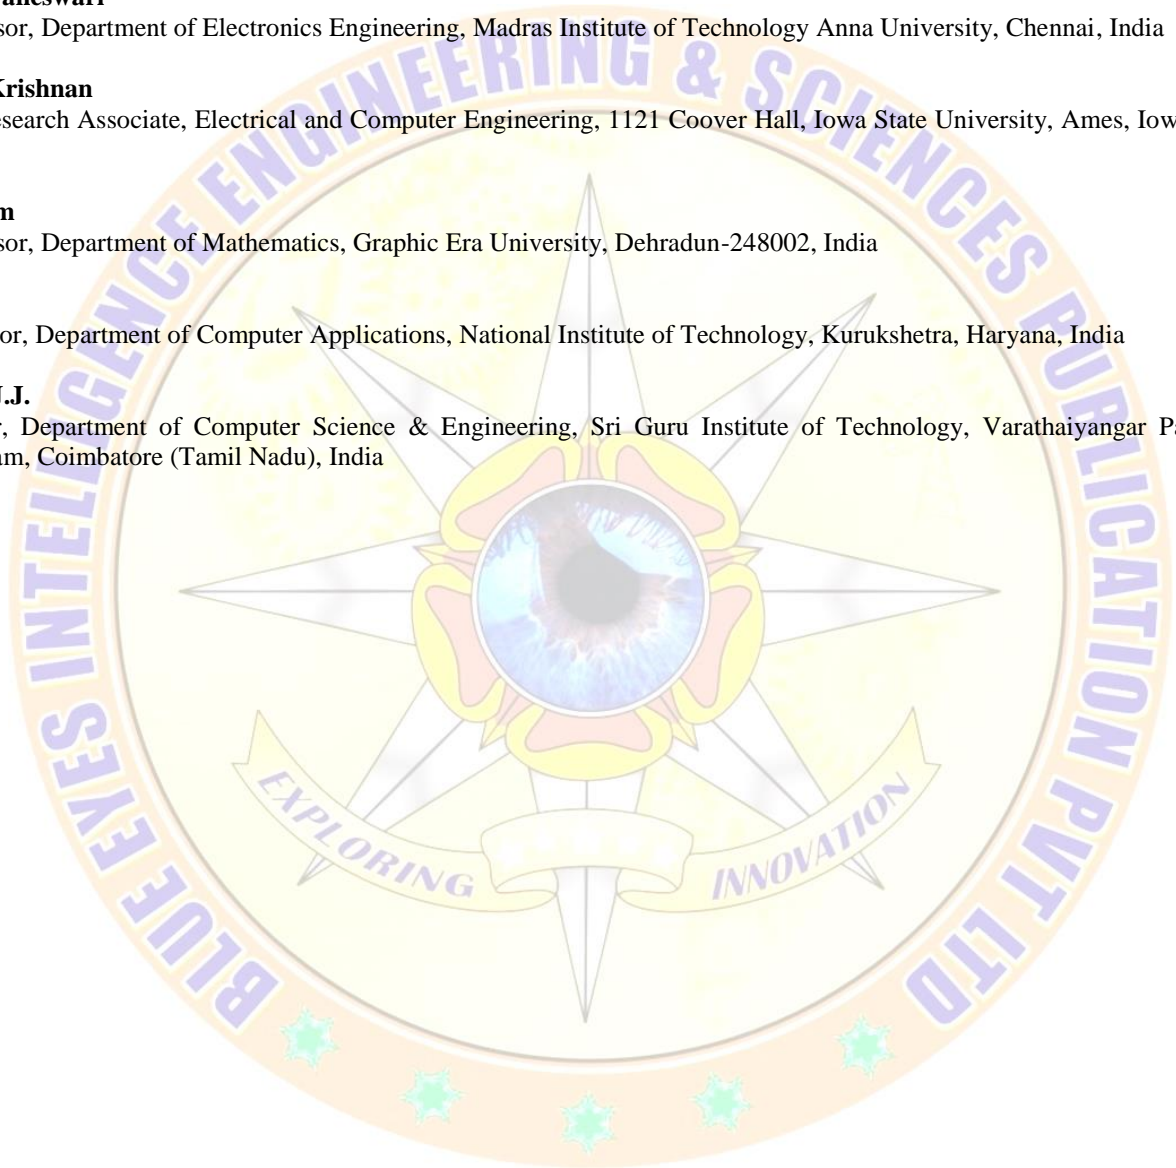 aneswari
sor, Department of Electronics Engineering, Madras Institute of Technology Anna University, Chennai, India
Krishnan
search Associate, Electrical and Computer Engineering, 1121 Coover Hall, Iowa State University, Ames, Iow
m
sor, Department of Mathematics, Graphic Era University, Dehradun-248002, India
or, Department of Computer Applications, National Institute of Technology, Kurukshetra, Haryana, India
.J.
r, Department of Computer Science & Engineering, Sri Guru Institute of Technology, Varathaiyangar Pa
am, Coimbatore (Tamil Nadu), India
BLUE EYES INTELIGENCE ENGINEERING & SCIENCES PUBLICATION PVT LTD
EXPLORING INNOVATION